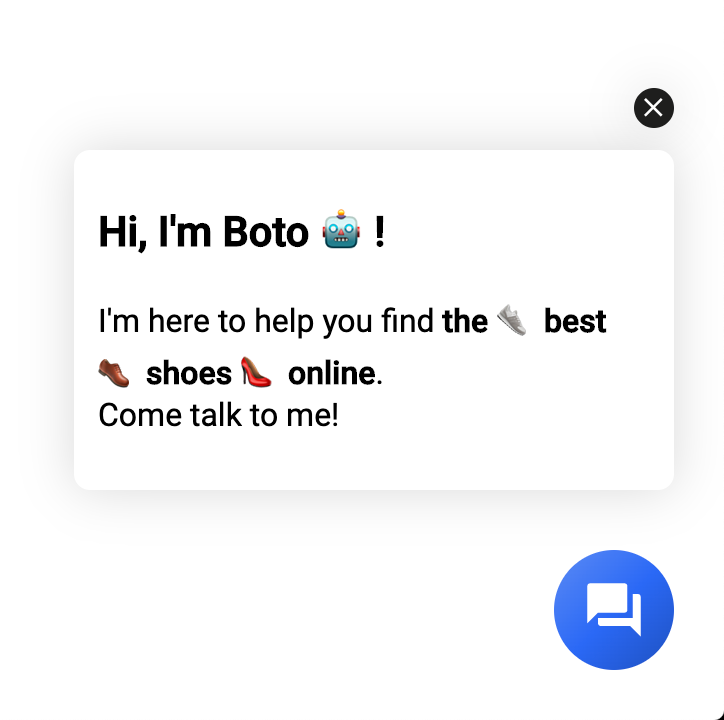 Hi, I'm Boto 🤖 !
I'm here to help you find the 👟 best
👞 shoes 👠 online.
Come talk to me!